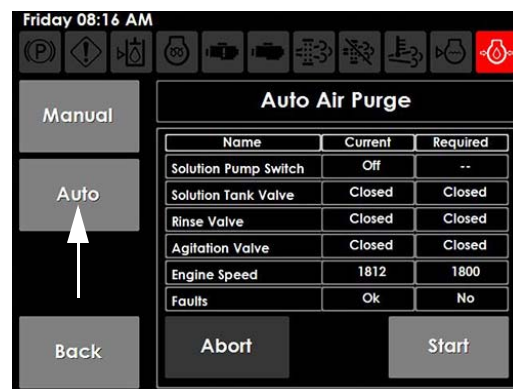 Friday 08:16 AM
(P)
Manual
Auto
Back
Auto Air Purge
Name Current Required
Solution Pump Switch Off --
Solution Tank Valve Closed Closed
Rinse Valve Closed Closed
Agitation Valve Closed Closed
Engine Speed 1812 1800
Faults Ok No
Abort Start